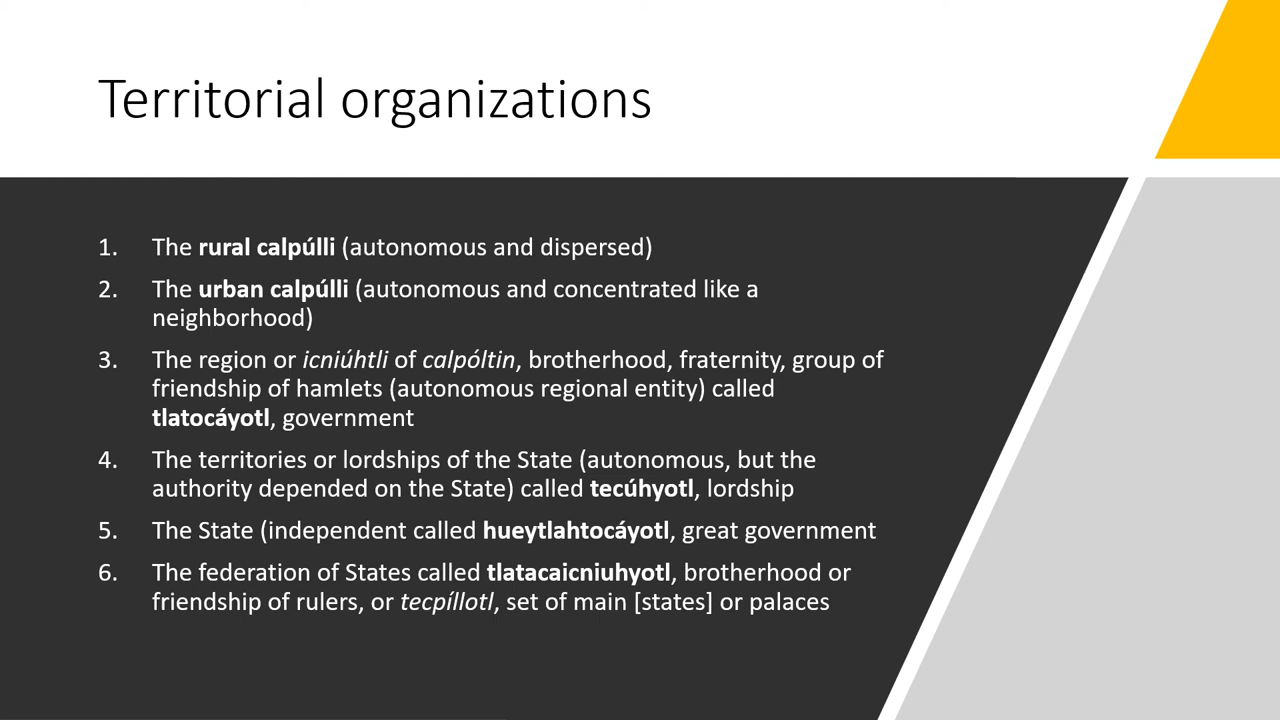 Territorial organizations
1. The rural calpúlli (autonomous and dispersed)
2. The urban calpúlli (autonomous and concentrated like a
neighborhood)
3. The region or icniúhtli of calpóltin, brotherhood, fraternity, group of
friendship of hamlets (autonomous regional entity) called
tlatocáyotl, government
4. The territories or lordships of the State (autonomous, but the
authority depended on the State) called tecúhyotl, lordship
5. The State (independent called hueytlahtocáyotl, great government
6. The federation of States called tlatacaicniuhyotl, brotherhood or
friendship of rulers, or tecpíllotl, set of main [states] or palaces